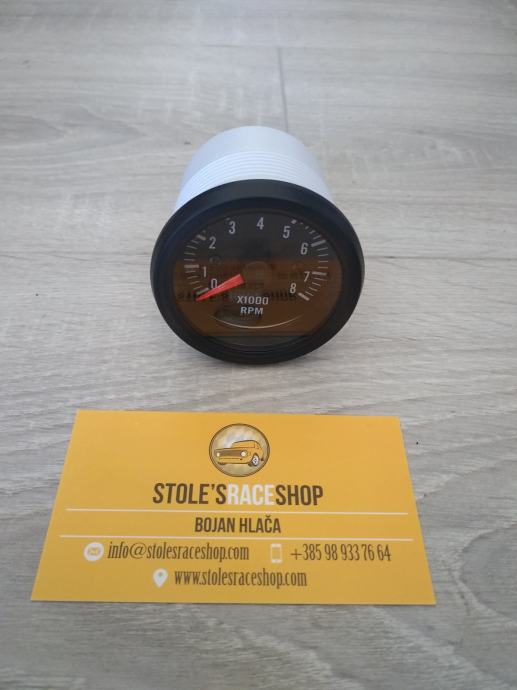 0 1 2 3 4 5 6 7 8
X1000
RPM
STOLE'SRACESHOP
BOJAN HLAČA
info@stolesraceshop.com +385 98 933 76 64
www.stolesraceshop.com